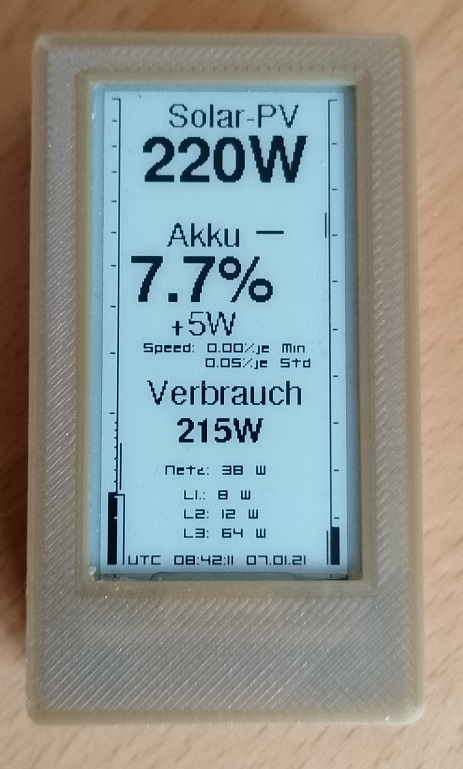 Solar-PV
220W
Akku —
7.7%
+5W
Speed: 0.00%/je Min
0.05%/je Std
Verbrauch
215W
Netz: 38 W
L1: 8 W
L2: 12 W
L3: 64 W
UTC 08:42:11 07.01.21